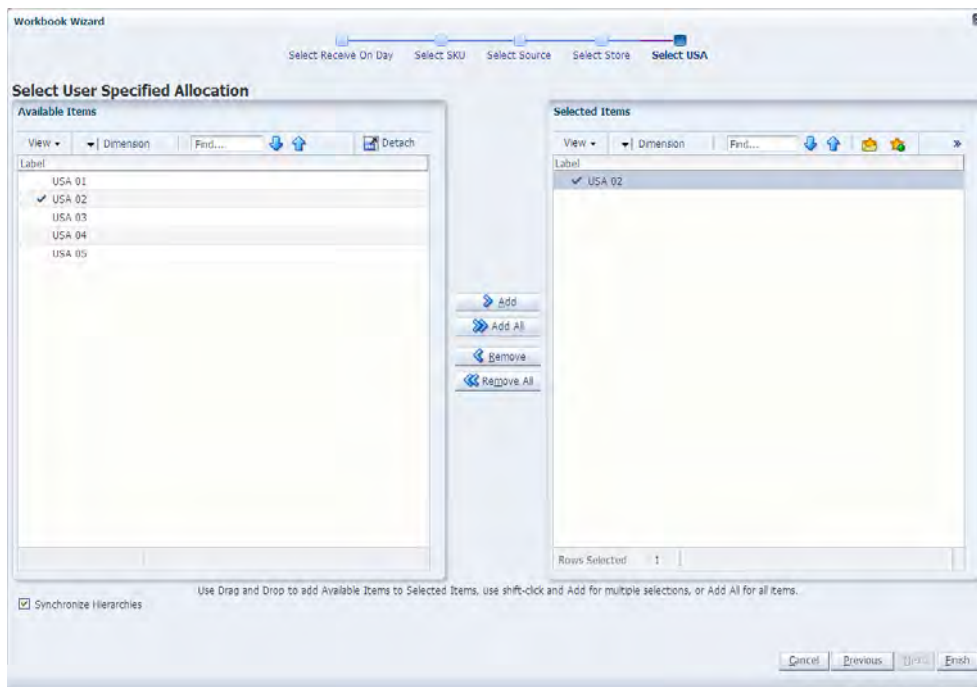 Workbook Wizard
Select Receive On Day Select SKU Select Source Select Store Select USA
Select User Specified Allocation
Available Items
View Dimension Find... Detach
Label
USA 01
USA 02
USA 03
USA 04
USA 05
Add
Add All
Remove
Remove All
Selected Items
View Dimension Find... »
Label
USA 02
Rows Selected 1
Use Drag and Drop to add Available Items to Selected Items, use shift-click and Add for multiple selections, or Add All for all items.
Synchronize Hierarchies
Cancel Previous Next Finish